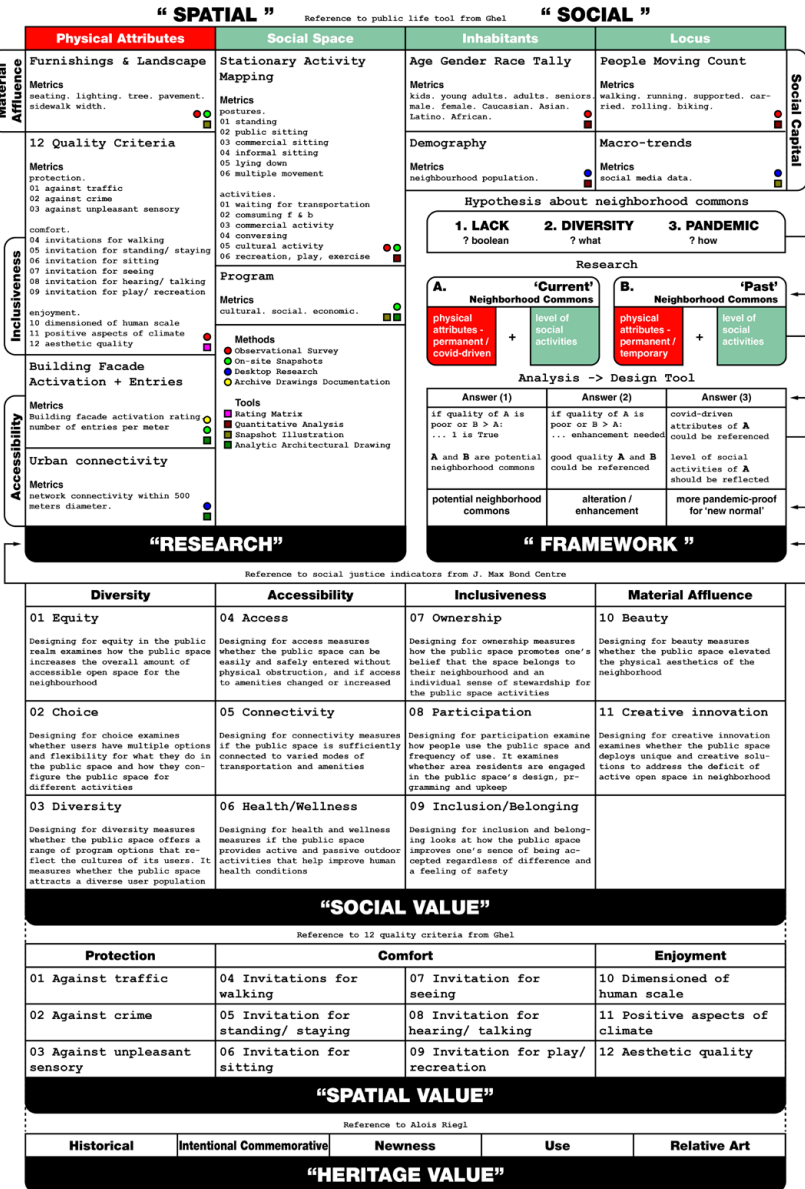 “ SPATIAL ”
Reference to public life tool from Ghel
“ SOCIAL ”
Physical Attributes
Social Space
Inhabitants
Locus
Material
Affluence
Furnishings & Landscape
Metrics
seating. lighting. tree. pavement.
sidewalk width.
12 Quality Criteria
Metrics
protection.
01 against traffic
02 against crime
03 against unpleasant sensory
comfort.
04 invitations for walking
05 invitation for standing/ staying
06 invitation for sitting
07 invitation for seeing
08 invitation for hearing/ talking
09 invitation for play/ recreation
enjoyment.
10 dimensioned of human scale
11 positive aspects of climate
12 aesthetic quality
Inclusiveness
Building Facade
Activation + Entries
Metrics
Building facade activation rating
number of entries per meter
Accessibility
Urban connectivity
Metrics
network connectivity within 500
meters diameter.
Stationary Activity
Mapping
Metrics
postures.
01 standing
02 public sitting
03 commercial sitting
04 informal sitting
05 lying down
06 multiple movement
activities.
01 waiting for transportation
02 comsuming f & b
03 commercial activity
04 conversing
05 cultural activity
06 recreation, play, exercise
Program
Metrics
cultural. social. economic.
Methods
Observational Survey
On-site Snapshots
Desktop Research
Archive Drawings Documentation
Tools
Rating Matrix
Quantitative Analysis
Snapshot Illustration
Analytic Architectural Drawing
“RESEARCH”
Age Gender Race Tally
Metrics
kids. young adults. adults. seniors.
male. female. Caucasian. Asian.
Latino. African.
People Moving Count
Metrics
walking. running. supported. car-
ried. rolling. biking.
Social Capital
Demography
Metrics
neighbourhood population.
Macro-trends
Metrics
social media data.
Hypothesis about neighborhood commons
1. LACK
? boolean
2. DIVERSITY
? what
3. PANDEMIC
? how
Research
A.
‘Current’
Neighborhood Commons
physical
attributes -
permanent /
covid-driven
+
level of
social
activities
B.
‘Past’
Neighborhood Commons
physical
attributes -
permanent /
temporary
+
level of
social
activities
Analysis -> Design Tool
Answer (1)
if quality of A is
poor or B > A:
... 1 is True
A and B are potential
neighborhood commons
potential neighborhood
commons
Answer (2)
if quality of A is
poor or B > A:
... enhancement needed
good quality A and B
could be referenced
alteration /
enhancement
Answer (3)
covid-driven
attributes of A
could be referenced
level of social
activities of A
should be reflected
more pandemic-proof
for ‘new normal’
“ FRAMEWORK ”
Reference to social justice indicators from J. Max Bond Centre
Diversity
Accessibility
Inclusiveness
Material Affluence
01 Equity
Designing for equity in the public
realm examines how the public space
increases the overall amount of
accessible open space for the
neighbourhood
04 Access
Designing for access measures
whether the public space can be
easily and safely entered without
physical obstruction, and if access
to amenities changed or increased
07 Ownership
Designing for ownership measures
how the public space promotes one’s
belief that the space belongs to
their neighbourhood and an
individual sense of stewardship for
the public space activities
10 Beauty
Designing for beauty measures
whether the public space elevated
the physical aesthetics of the
neighborhood
02 Choice
Designing for choice examines
whether users have multiple options
and flexibility for what they do in
the public space and how they con-
figure the public space for
different activities
05 Connectivity
Designing for connectivity measures
if the public space is sufficiently
connected to varied modes of
transportation and amenities
08 Participation
Designing for participation examine
how people use the public space and
frequency of use. It examines
whether area residents are engaged
in the public space’s design, pr-
gramming and upkeep
11 Creative innovation
Designing for creative innovation
examines whether the public space
deploys unique and creative solu-
tions to address the deficit of
active open space in neighborhood
03 Diversity
Designing for diversity measures
whether the public space offers a
range of program options that re-
flect the cultures of its users. It
measures whether the public space
attracts a diverse user population
06 Health/Wellness
Designing for health and wellness
measures if the public space
provides active and passive outdoor
activities that help improve human
health conditions
09 Inclusion/Belonging
Designing for inclusion and belong-
ing looks at how the public space
improves one’s sence of being ac-
cepted regardless of difference and
a feeling of safety
“SOCIAL VALUE”
Reference to 12 quality criteria from Ghel
Protection
Comfort
Enjoyment
01 Against traffic
04 Invitations for
walking
07 Invitation for
seeing
10 Dimensioned of
human scale
02 Against crime
05 Invitation for
standing/ staying
08 Invitation for
hearing/ talking
11 Positive aspects of
climate
03 Against unpleasant
sensory
06 Invitation for
sitting
09 Invitation for play/
recreation
12 Aesthetic quality
“SPATIAL VALUE”
Reference to Alois Riegl
Historical
Intentional Commemorative
Newness
Use
Relative Art
“HERITAGE VALUE”